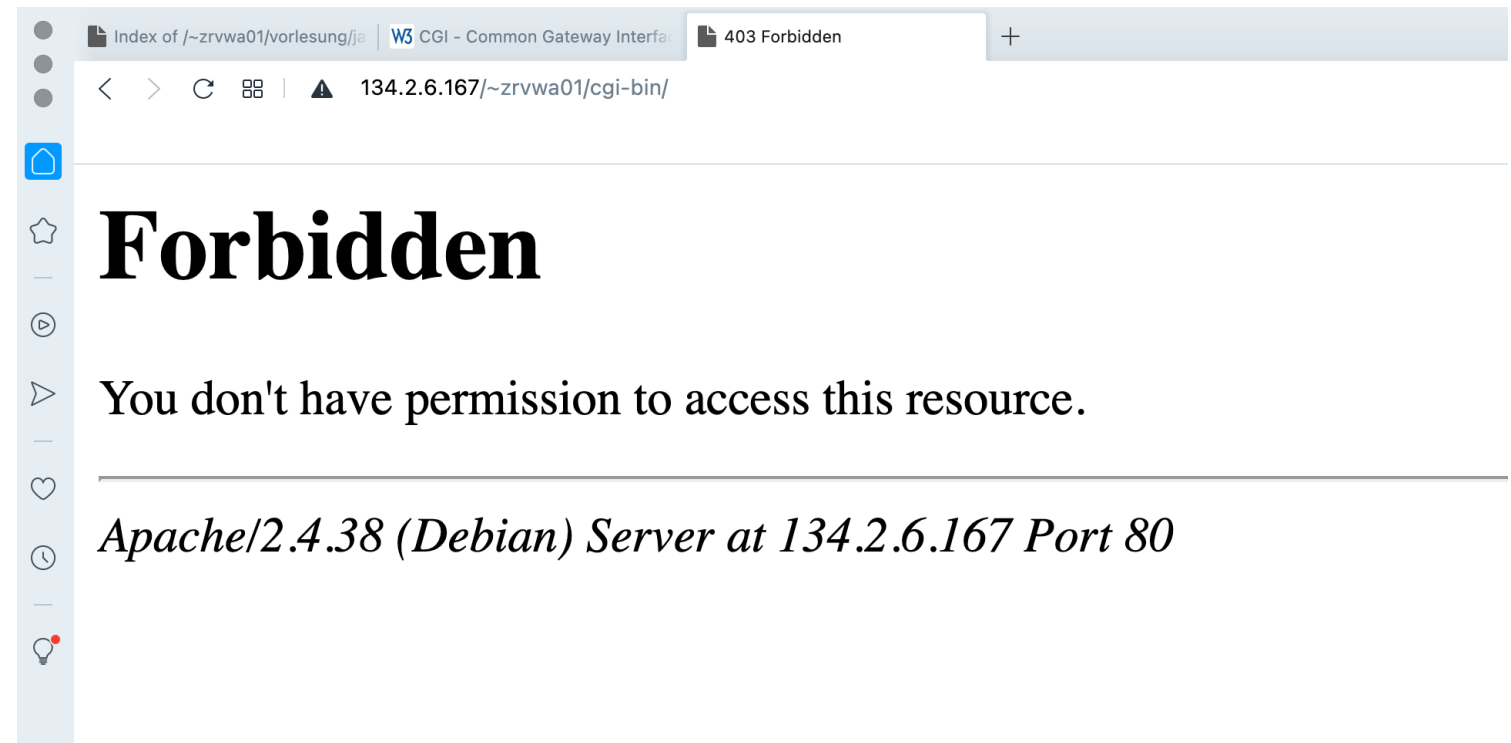 Index of /~zrvwa01/vorlesung/ja
W3 CGI - Common Gateway Interfac
403 Forbidden
134.2.6.167/~zrvwa01/cgi-bin/
Forbidden
You don't have permission to access this resource.
Apache/2.4.38 (Debian) Server at 134.2.6.167 Port 80